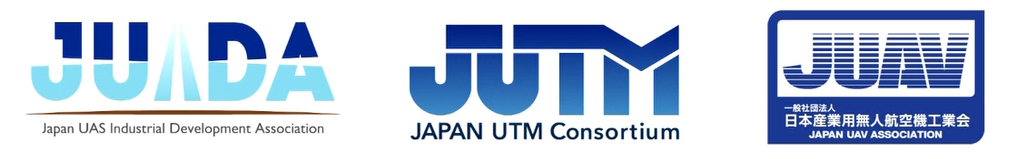 JUIDA
Japan UAS Industrial Development Association
JUTM
JAPAN UTM Consortium
JUAV
一般社団法人
日本産業用無人航空機工業会
JAPAN UAV ASSOCIATION